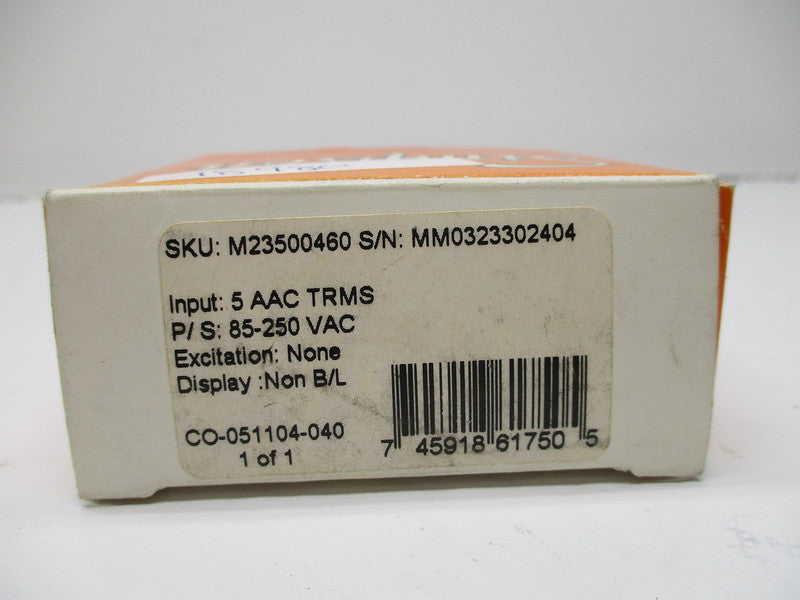 SKU: M23500460 S/N: MM0323302404
Input: 5 AAC TRMS
P/ S: 85-250 VAC
Excitation: None
Display :Non B/L
CO-051104-040
1 of 1
7 45918 61750 5